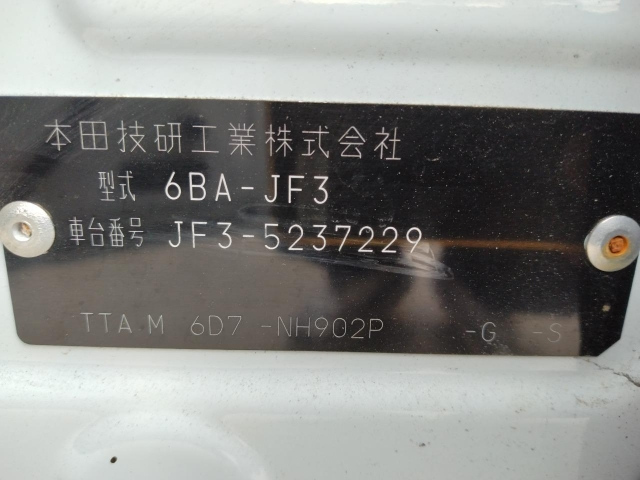 本田技研工業株式会社
型式 6BA-JF3
車台番号 JF3-5237229
TTA M 6D7 -NH902P -G -S